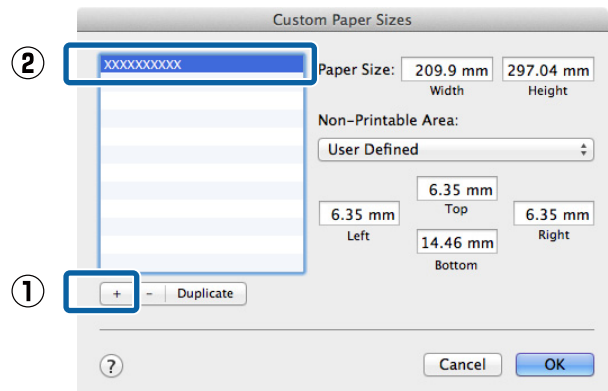 Custom Paper Sizes
②
XXXXXXXXXX
Paper Size: 209.9 mm 297.04 mm
Width Height
Non-Printable Area:
User Defined
6.35 mm
Top
6.35 mm 6.35 mm
Left Right
14.46 mm
Bottom
①
+ - Duplicate
? Cancel OK